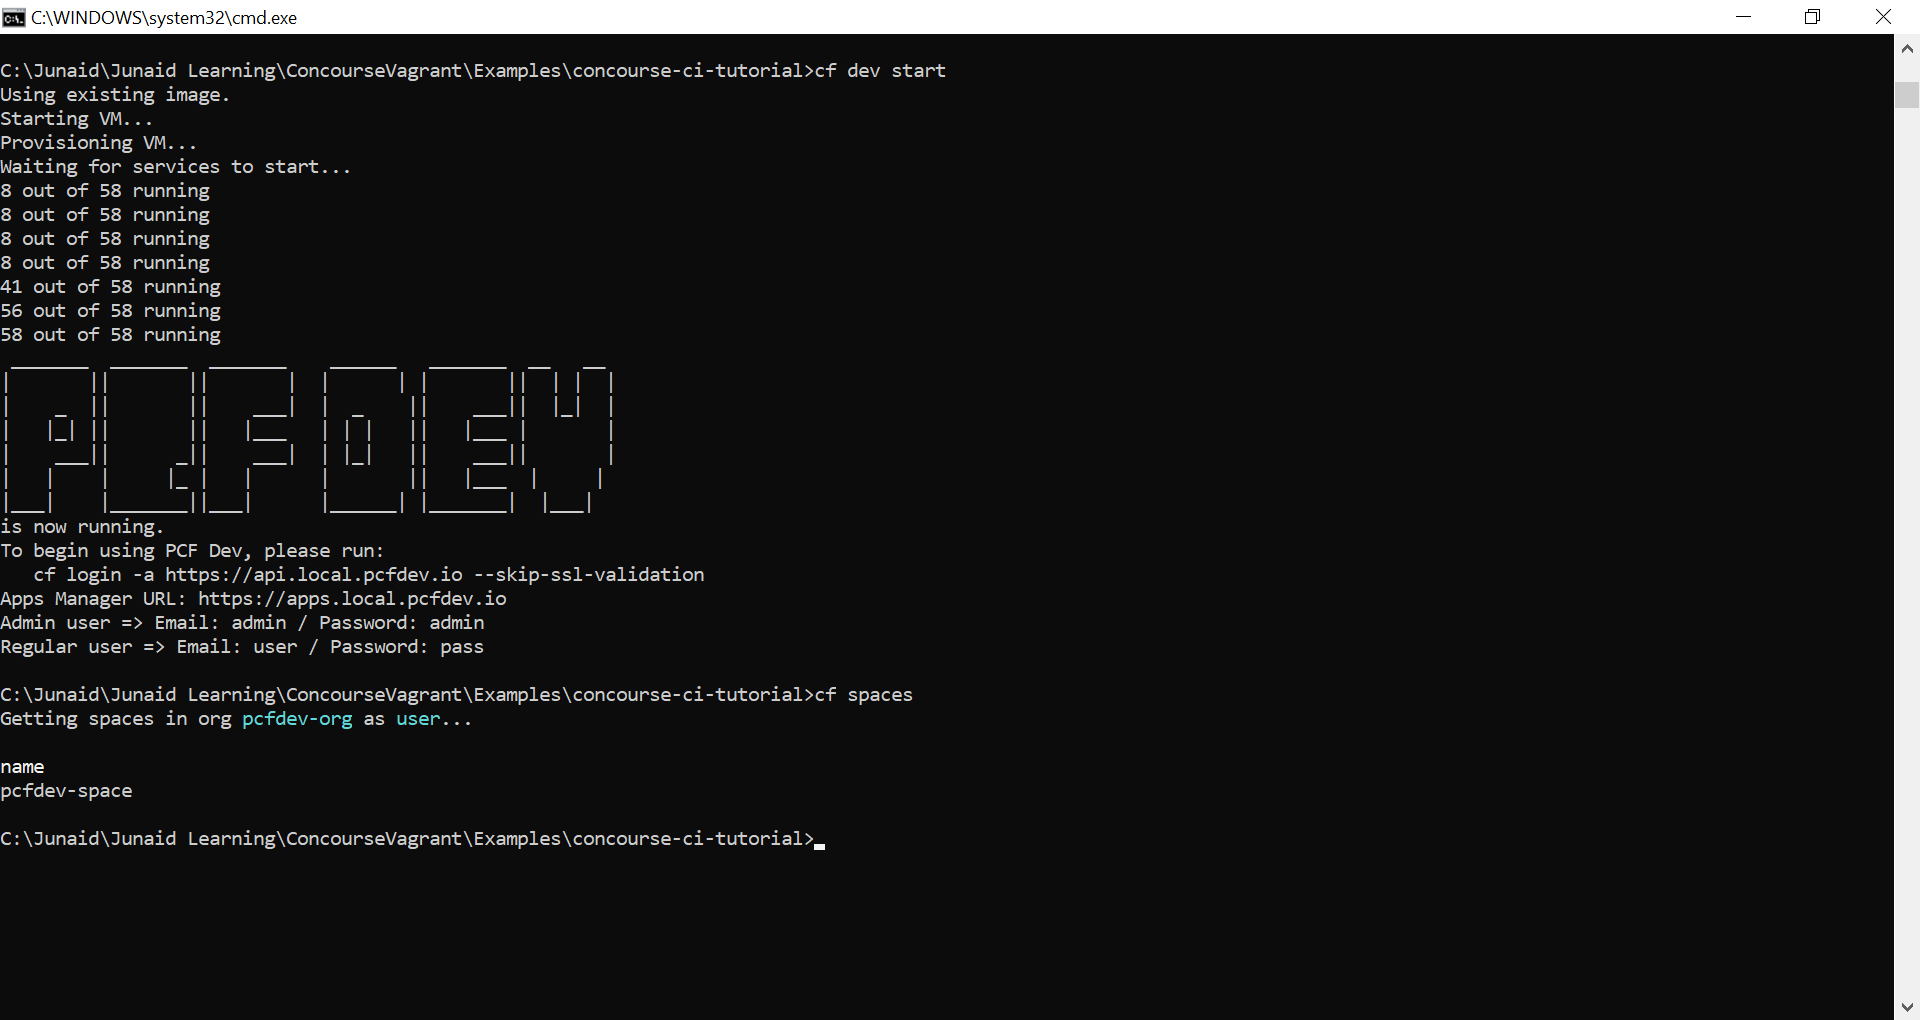 C:\WINDOWS\system32\cmd.exe
C:\Junaid\Junaid Learning\ConcourseVagrant\Examples\concourse-ci-tutorial>cf dev start
Using existing image.
Starting VM...
Provisioning VM...
Waiting for services to start...
8 out of 58 running
8 out of 58 running
8 out of 58 running
8 out of 58 running
41 out of 58 running
56 out of 58 running
58 out of 58 running
PCF DEV
is now running.
To begin using PCF Dev, please run:
cf login -a https://api.local.pcfdev.io --skip-ssl-validation
Apps Manager URL: https://apps.local.pcfdev.io
Admin user => Email: admin / Password: admin
Regular user => Email: user / Password: pass
C:\Junaid\Junaid Learning\ConcourseVagrant\Examples\concourse-ci-tutorial>cf spaces
Getting spaces in org pcfdev-org as user...
name
pcfdev-space
C:\Junaid\Junaid Learning\ConcourseVagrant\Examples\concourse-ci-tutorial>